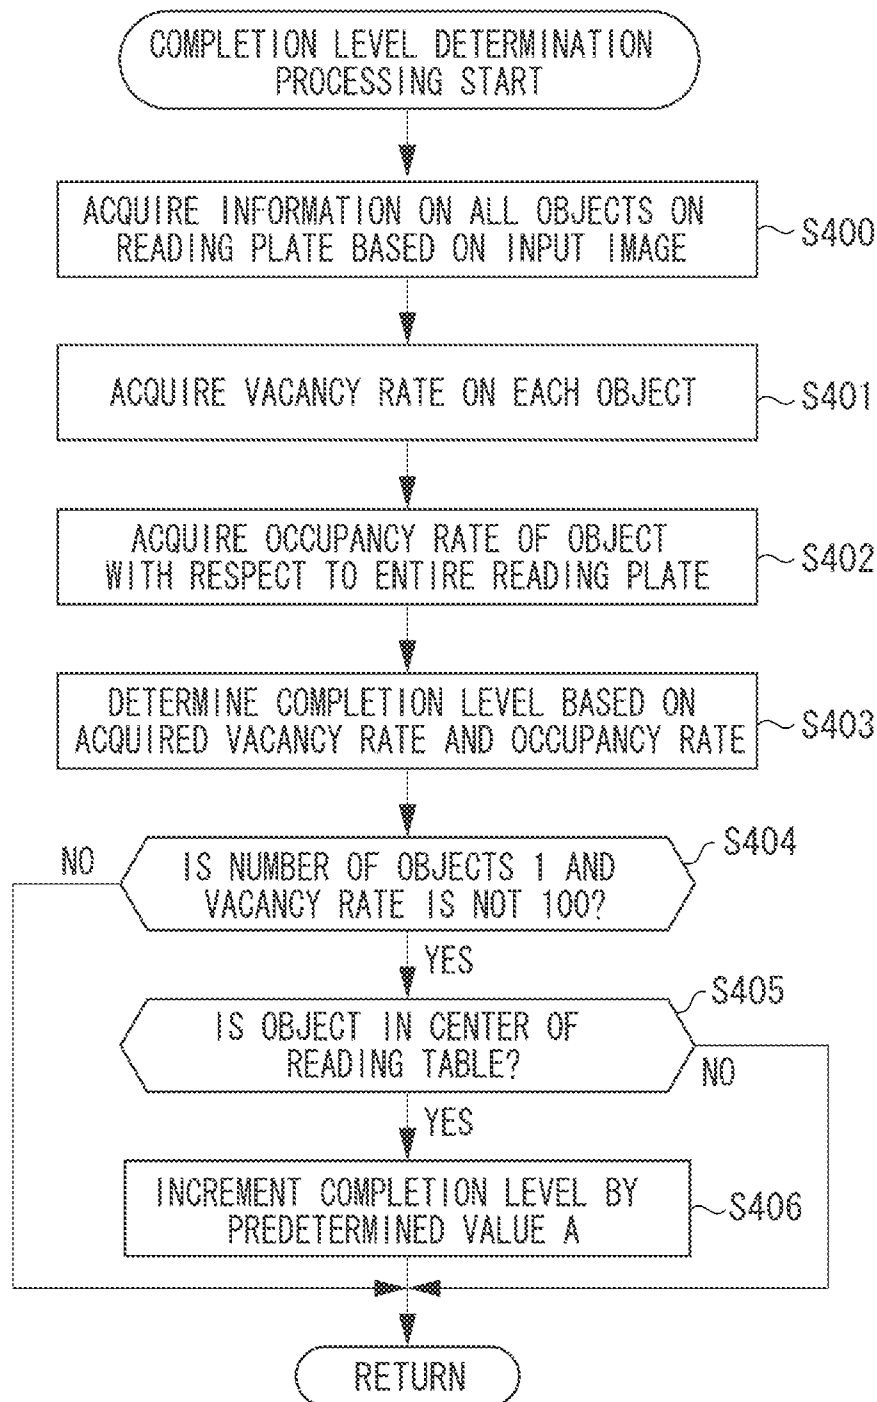 COMPLETION LEVEL DETERMINATION
PROCESSING START
ACQUIRE INFORMATION ON ALL OBJECTS ON
READING PLATE BASED ON INPUT IMAGE
S400
ACQUIRE VACANCY RATE ON EACH OBJECT
S401
ACQUIRE OCCUPANCY RATE OF OBJECT
WITH RESPECT TO ENTIRE READING PLATE
S402
DETERMINE COMPLETION LEVEL BASED ON
ACQUIRED VACANCY RATE AND OCCUPANCY RATE
S403
S404
NO
IS NUMBER OF OBJECTS 1 AND
VACANCY RATE IS NOT 100?
YES
S405
IS OBJECT IN CENTER OF
READING TABLE?
NO
YES
INCREMENT COMPLETION LEVEL BY
PREDETERMINED VALUE A
S406
RETURN